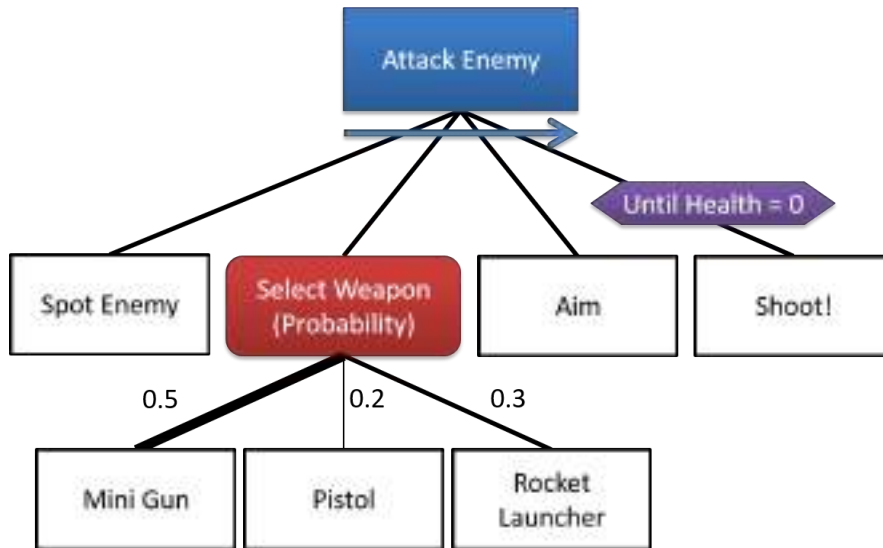 Attack Enemy
Until Health = 0
Spot Enemy
Select Weapon
(Probability)
Aim
Shoot!
0.5
0.2
0.3
Mini Gun
Pistol
Rocket
Launcher